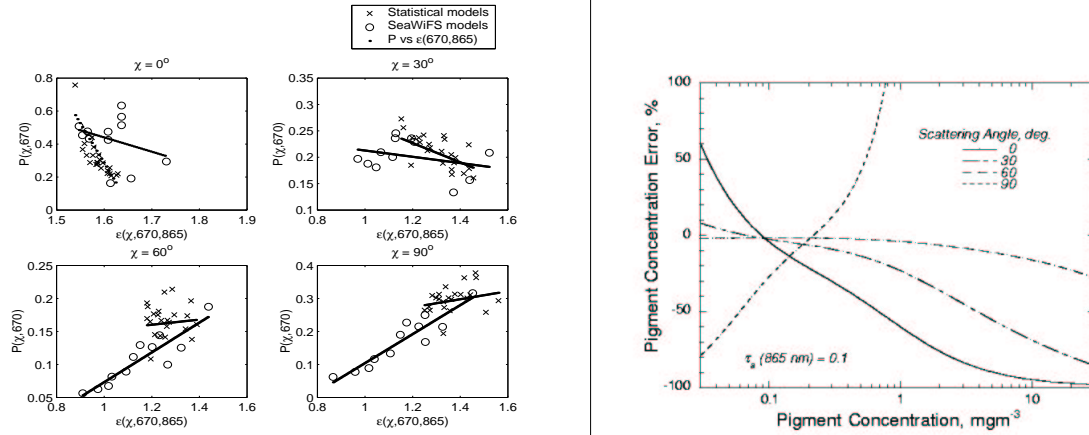 × Statistical models
○ SeaWiFS models
P vs ε(670,865)
χ = 0°
0.8
0.6
0.4
0.2
0
P(χ,670)
1.5 1.6 1.7 1.8 1.9
ε(χ,670,865)
χ = 30°
0.35
0.3
0.25
0.2
0.15
0.1
P(χ,670)
0.8 1 1.2 1.4 1.6
ε(χ,670,865)
χ = 60°
0.25
0.2
0.15
0.1
0.05
P(χ,670)
0.8 1 1.2 1.4 1.6
ε(χ,670,865)
χ = 90°
0.4
0.3
0.2
0.1
0
P(χ,670)
0.8 1 1.2 1.4 1.6
ε(χ,670,865)
100
50
0
-50
-100
Pigment Concentration Error, %
Scattering Angle, deg.
0
30
60
90
τa (865 nm) = 0.1
0.1 1 10
Pigment Concentration, mgm-3